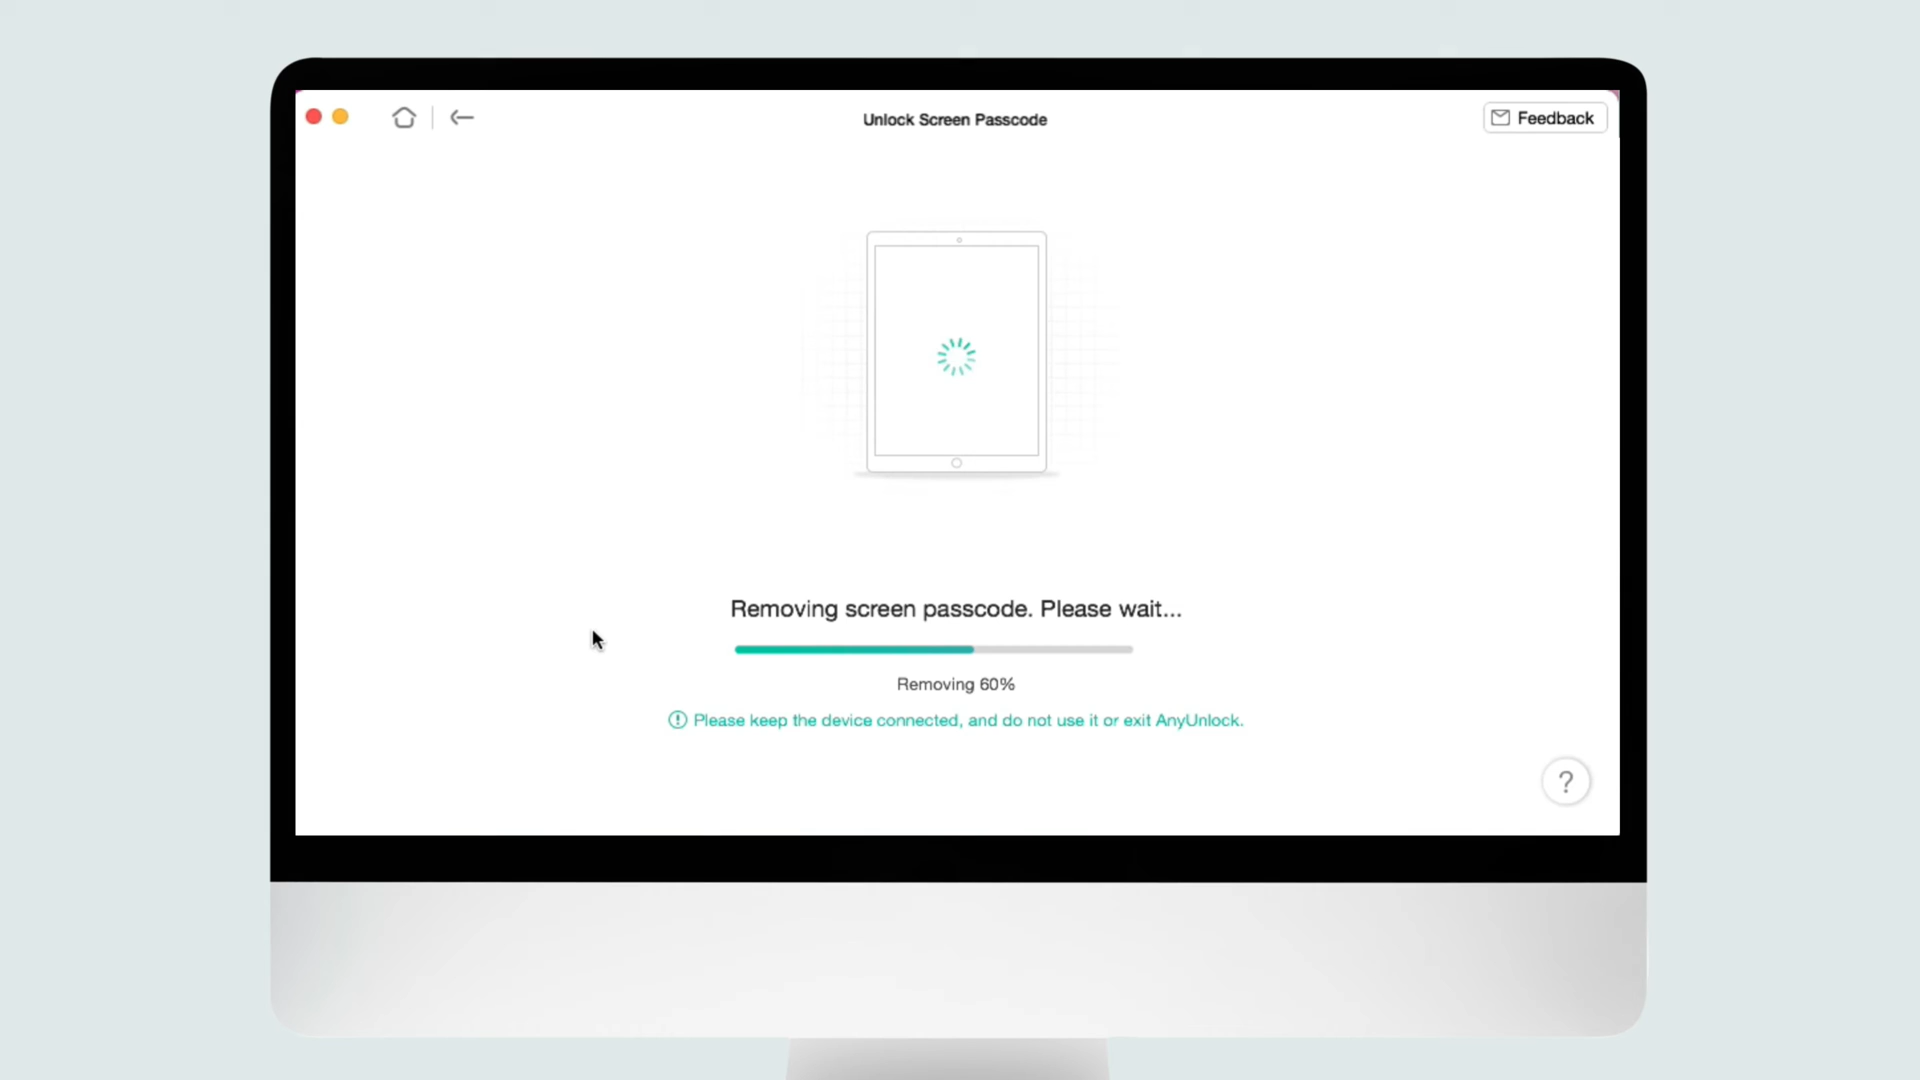 Unlock Screen Passcode
Feedback
Removing screen passcode. Please wait...
Removing 60%
Please keep the device connected, and do not use it or exit AnyUnlock.
?